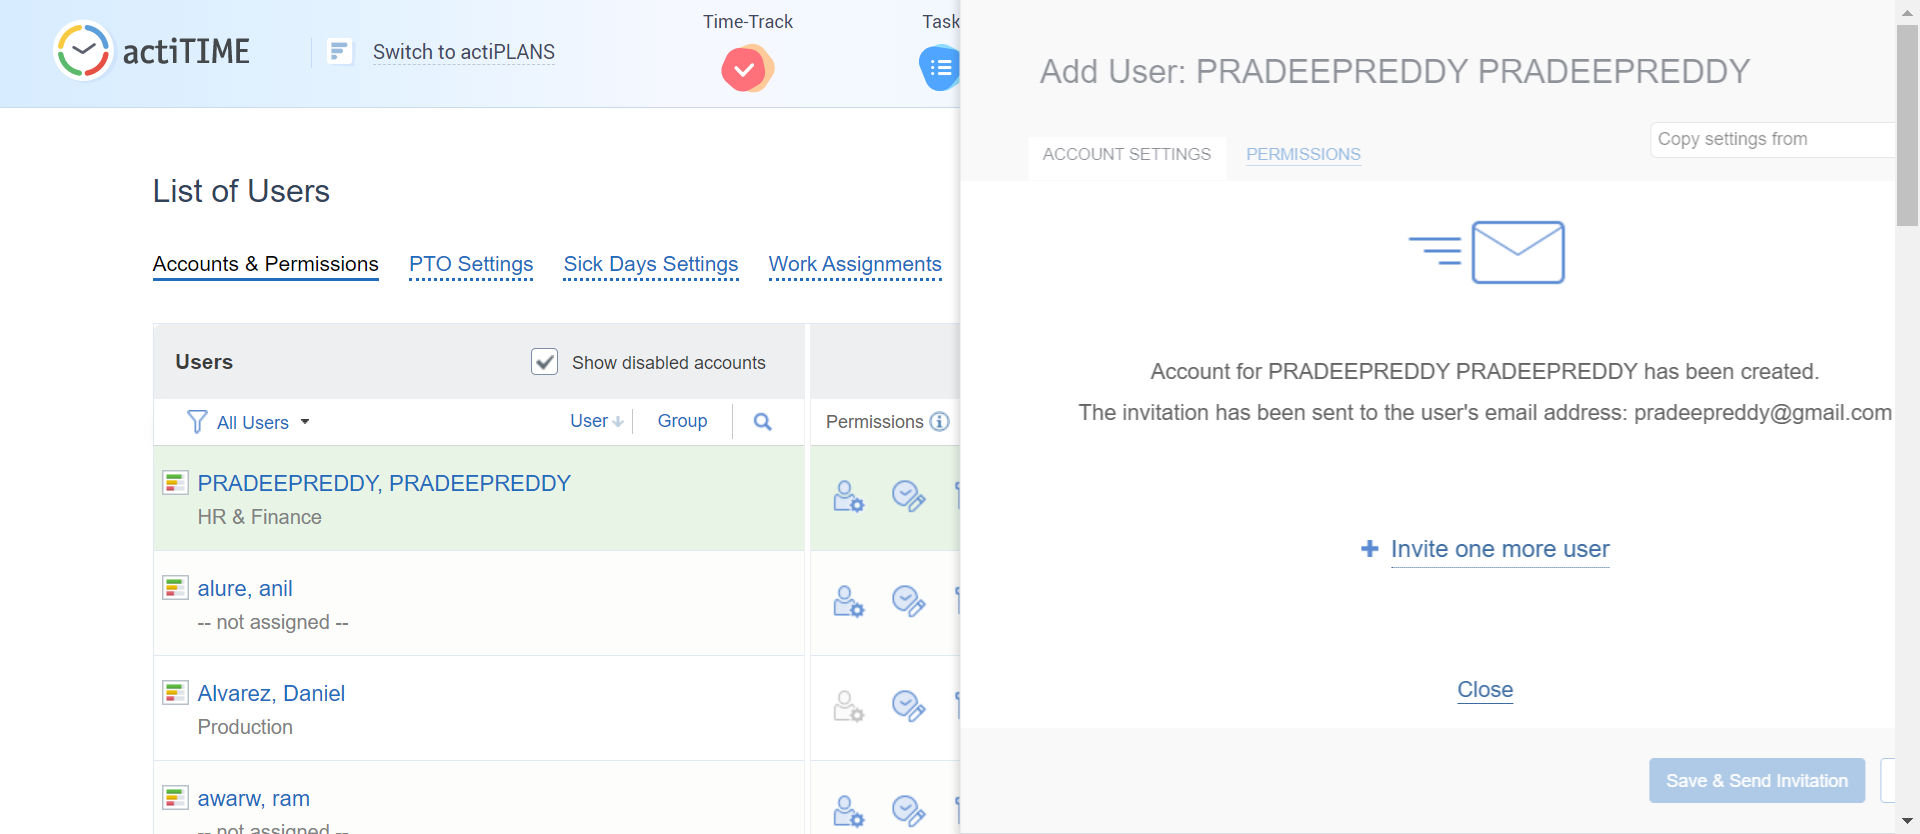 actiTIME
Switch to actiPLANS
Time-Track
Task
List of Users
Accounts & Permissions
PTO Settings
Sick Days Settings
Work Assignments
Users
Show disabled accounts
All Users
User
Group
Permissions
PRADEEPREDDY, PRADEEPREDDY
HR & Finance
alure, anil
-- not assigned --
Alvarez, Daniel
Production
awarw, ram
-- not assigned --
Add User: PRADEEPREDDY PRADEEPREDDY
Copy settings from
ACCOUNT SETTINGS
PERMISSIONS
Account for PRADEEPREDDY PRADEEPREDDY has been created.
The invitation has been sent to the user's email address: pradeepreddy@gmail.com
+ Invite one more user
Close
Save & Send Invitation